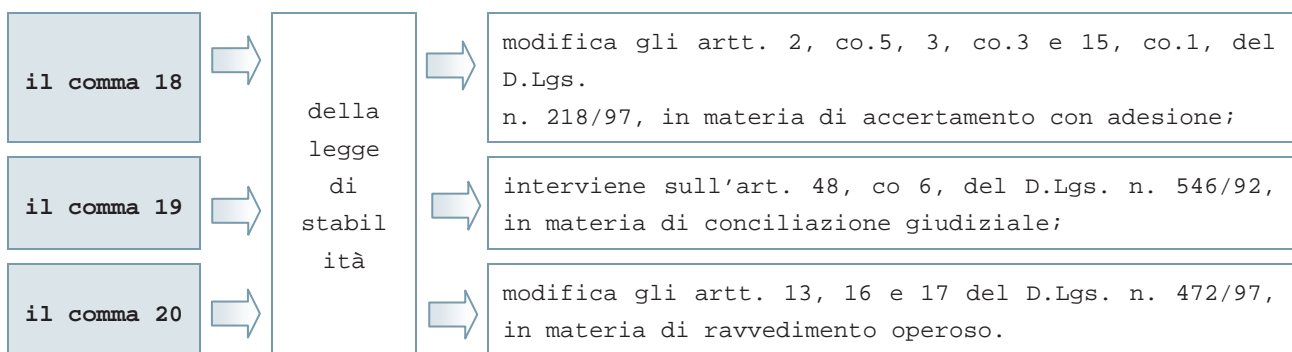 il comma 18
della
legge
di
stabil
ità
modifica gli artt. 2, co.5, 3, co.3 e 15, co.1, del
D.Lgs.
n. 218/97, in materia di accertamento con adesione;
il comma 19
interviene sull'art. 48, co 6, del D.Lgs. n. 546/92,
in materia di conciliazione giudiziale;
il comma 20
modifica gli artt. 13, 16 e 17 del D.Lgs. n. 472/97,
in materia di ravvedimento operoso.